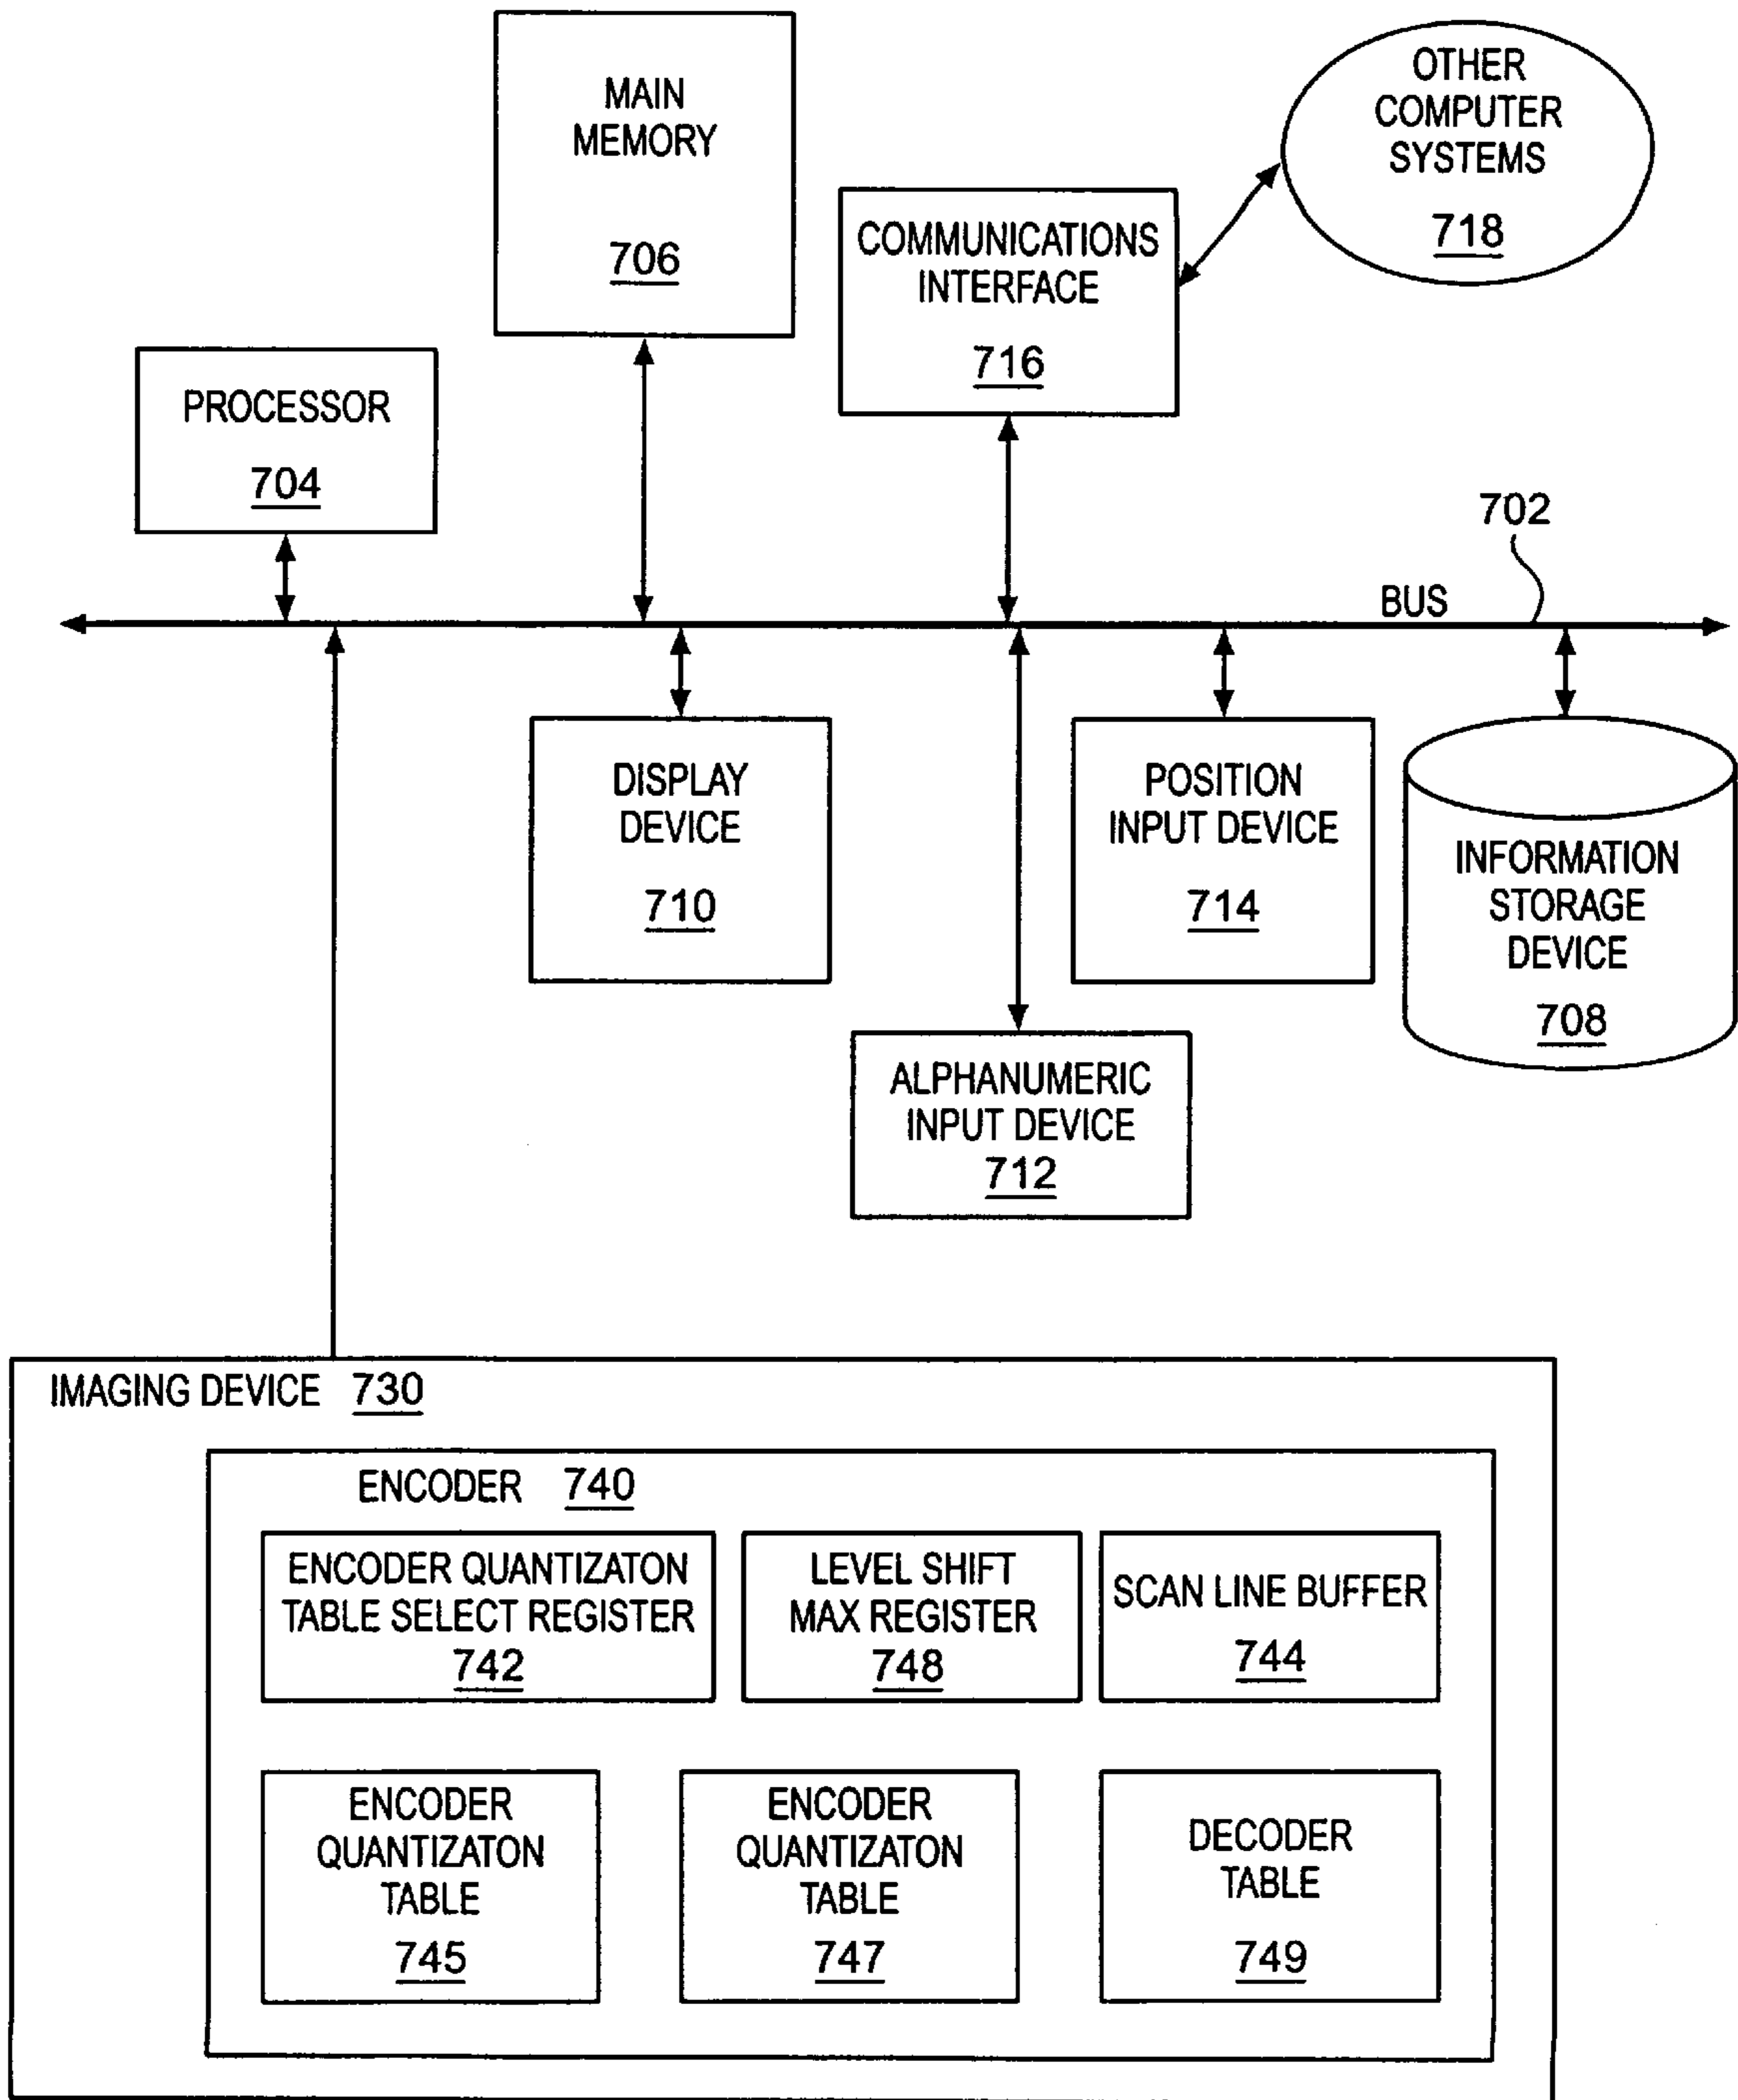 MAIN
MEMORY
706
OTHER
COMPUTER
SYSTEMS
718
COMMUNICATIONS
INTERFACE
716
PROCESSOR
704
702
BUS
DISPLAY
DEVICE
710
POSITION
INPUT DEVICE
714
INFORMATION
STORAGE
DEVICE
708
ALPHANUMERIC
INPUT DEVICE
712
IMAGING DEVICE 730
ENCODER 740
ENCODER QUANTIZATON
TABLE SELECT REGISTER
742
LEVEL SHIFT
MAX REGISTER
748
SCAN LINE BUFFER
744
ENCODER
QUANTIZATON
TABLE
745
ENCODER
QUANTIZATON
TABLE
747
DECODER
TABLE
749